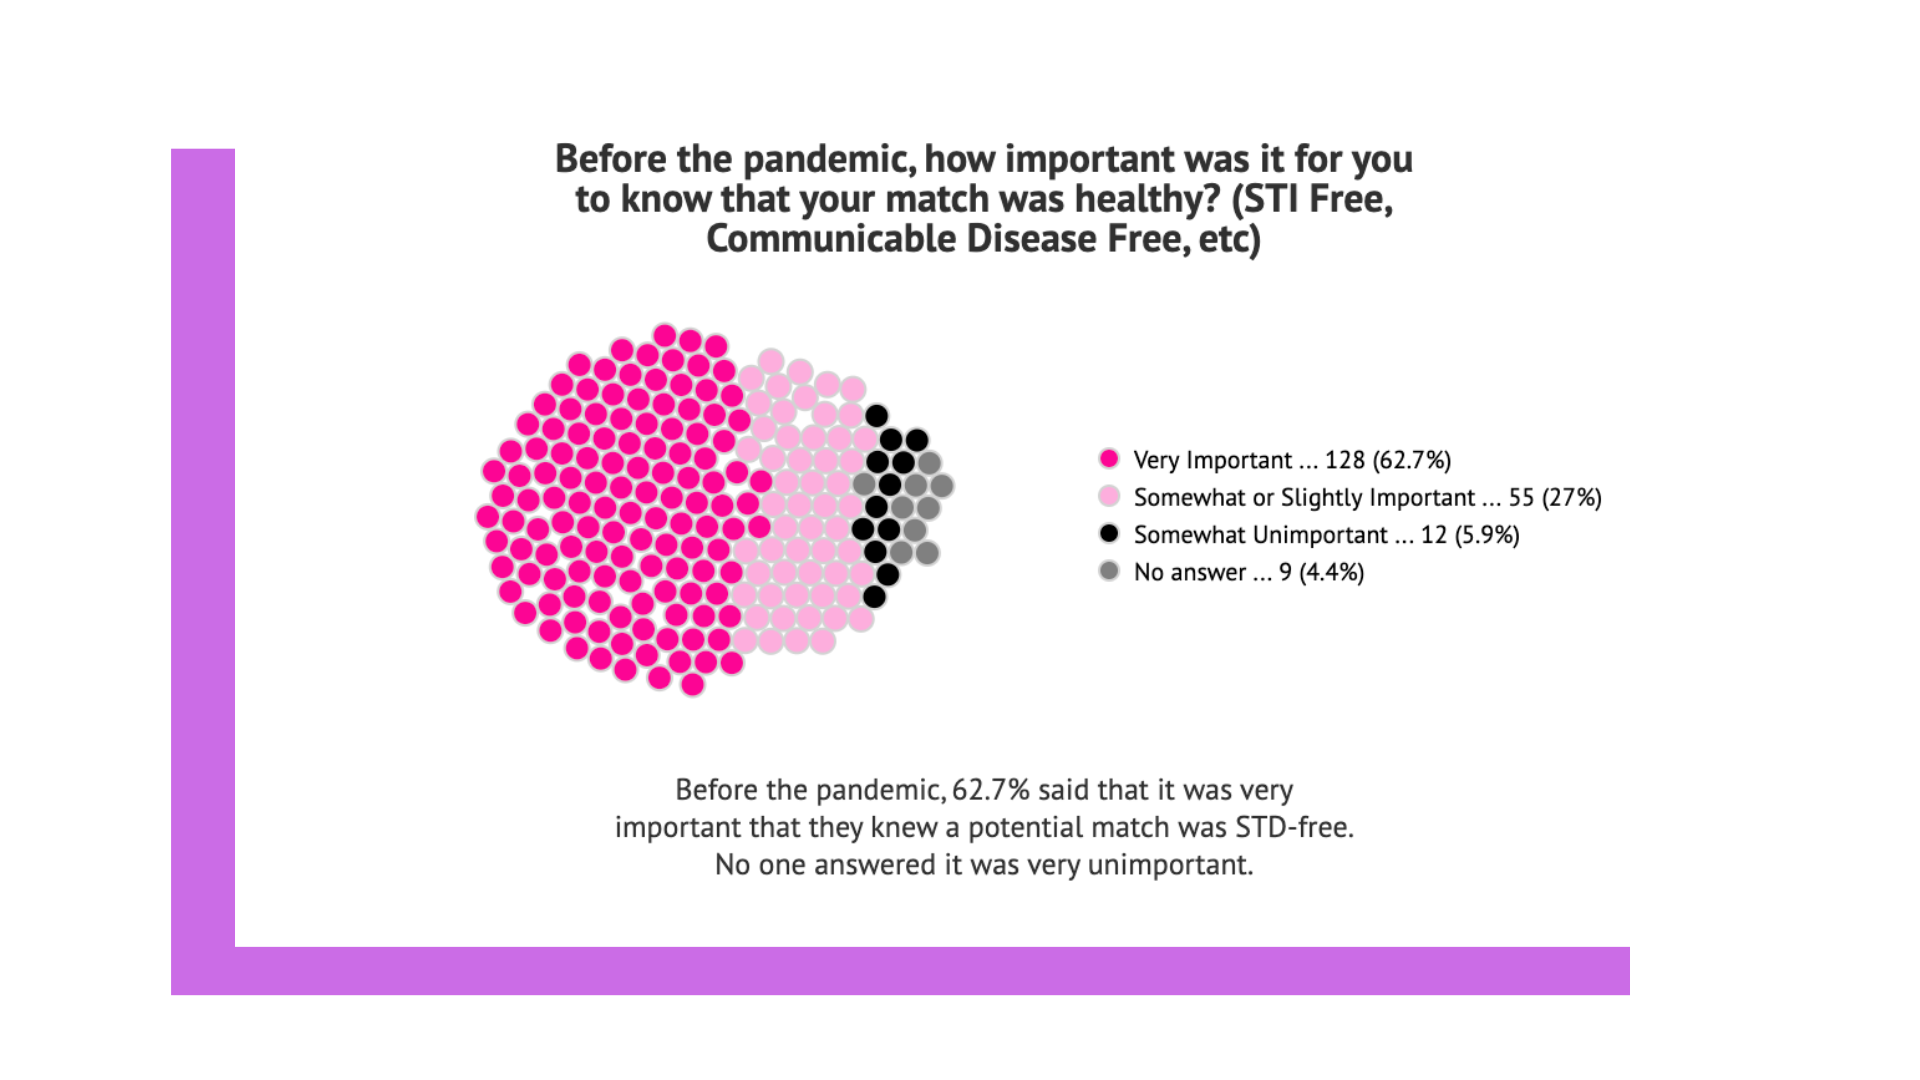 Before the pandemic, how important was it for you
to know that your match was healthy? (STI Free,
Communicable Disease Free, etc)
Very Important ... 128 (62.7%)
Somewhat or Slightly Important ... 55 (27%)
Somewhat Unimportant ... 12 (5.9%)
No answer ... 9 (4.4%)
Before the pandemic, 62.7% said that it was very
important that they knew a potential match was STD-free.
No one answered it was very unimportant.